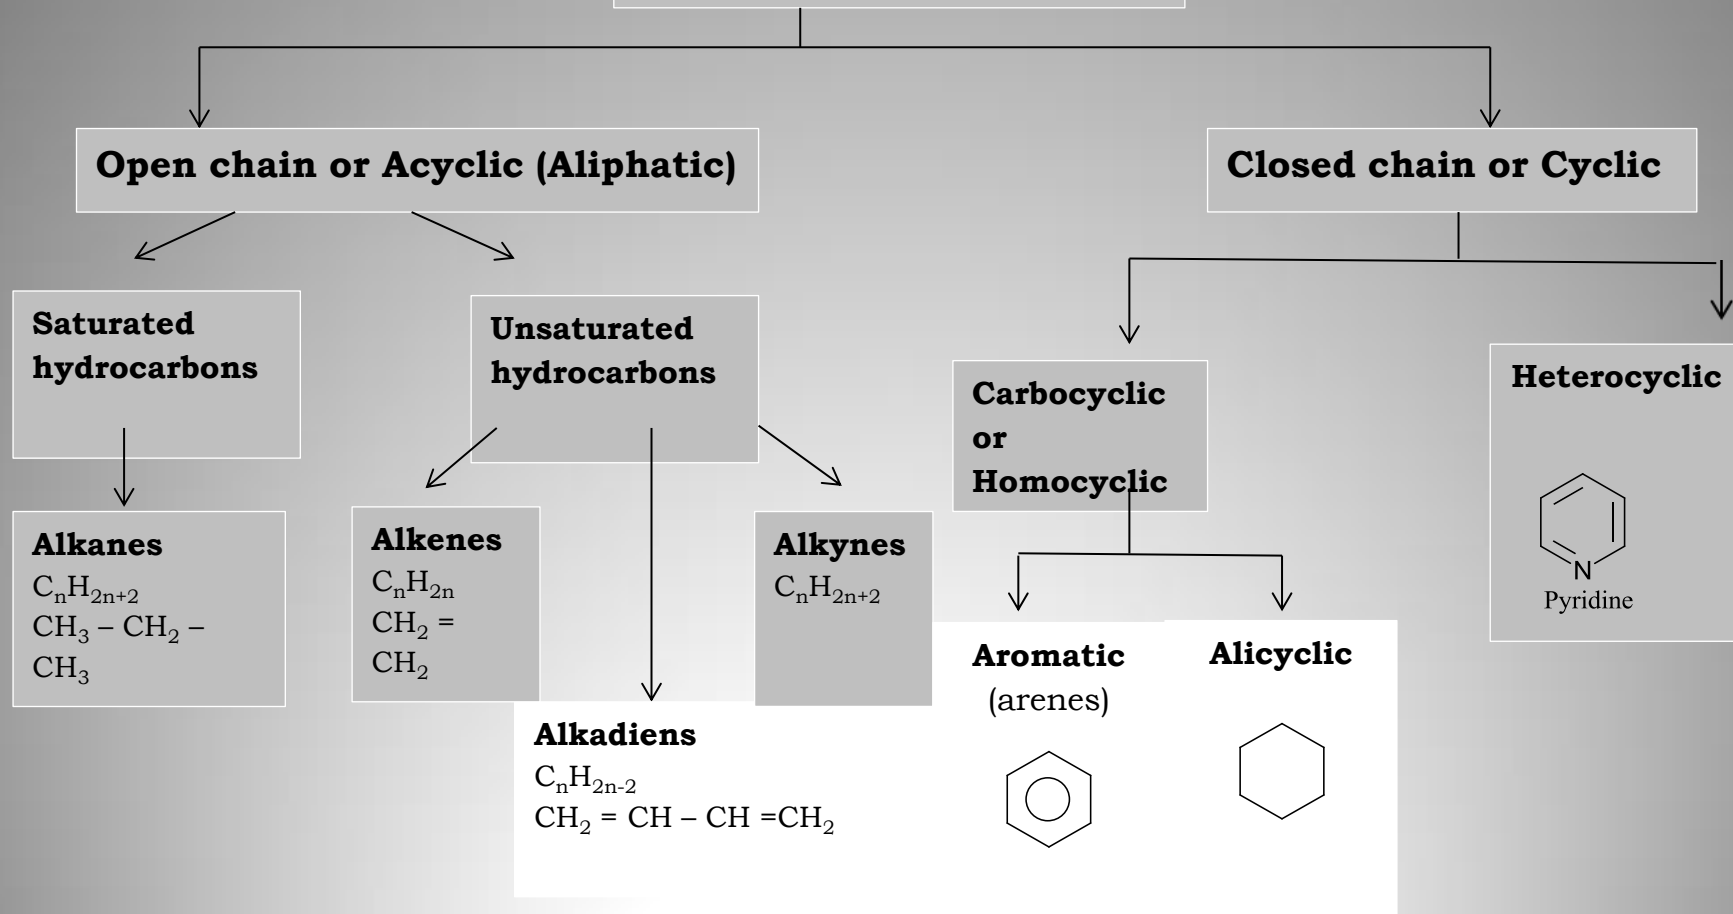 Open chain or Acyclic (Aliphatic)
Closed chain or Cyclic
Saturated
hydrocarbons
Unsaturated
hydrocarbons
Carbocyclic
or
Homocyclic
Heterocyclic
N
Pyridine
Alkanes
CₙH₂ₙ₊₂
CH₃ – CH₂ –
CH₃
Alkenes
CₙH₂ₙ
CH₂ =
CH₂
Alkynes
CₙH₂ₙ₊₂
Alkadiens
CₙH₂ₙ₋₂
CH₂ = CH – CH =CH₂
Aromatic
(arenes)
Alicyclic